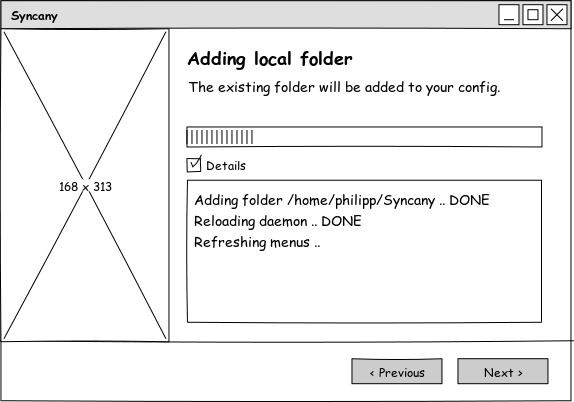 Syncany
Adding local folder
The existing folder will be added to your config.
168 x 313
Details
Adding folder /home/philipp/Syncany .. DONE
Reloading daemon .. DONE
Refreshing menus ..
‹ Previous
Next ›